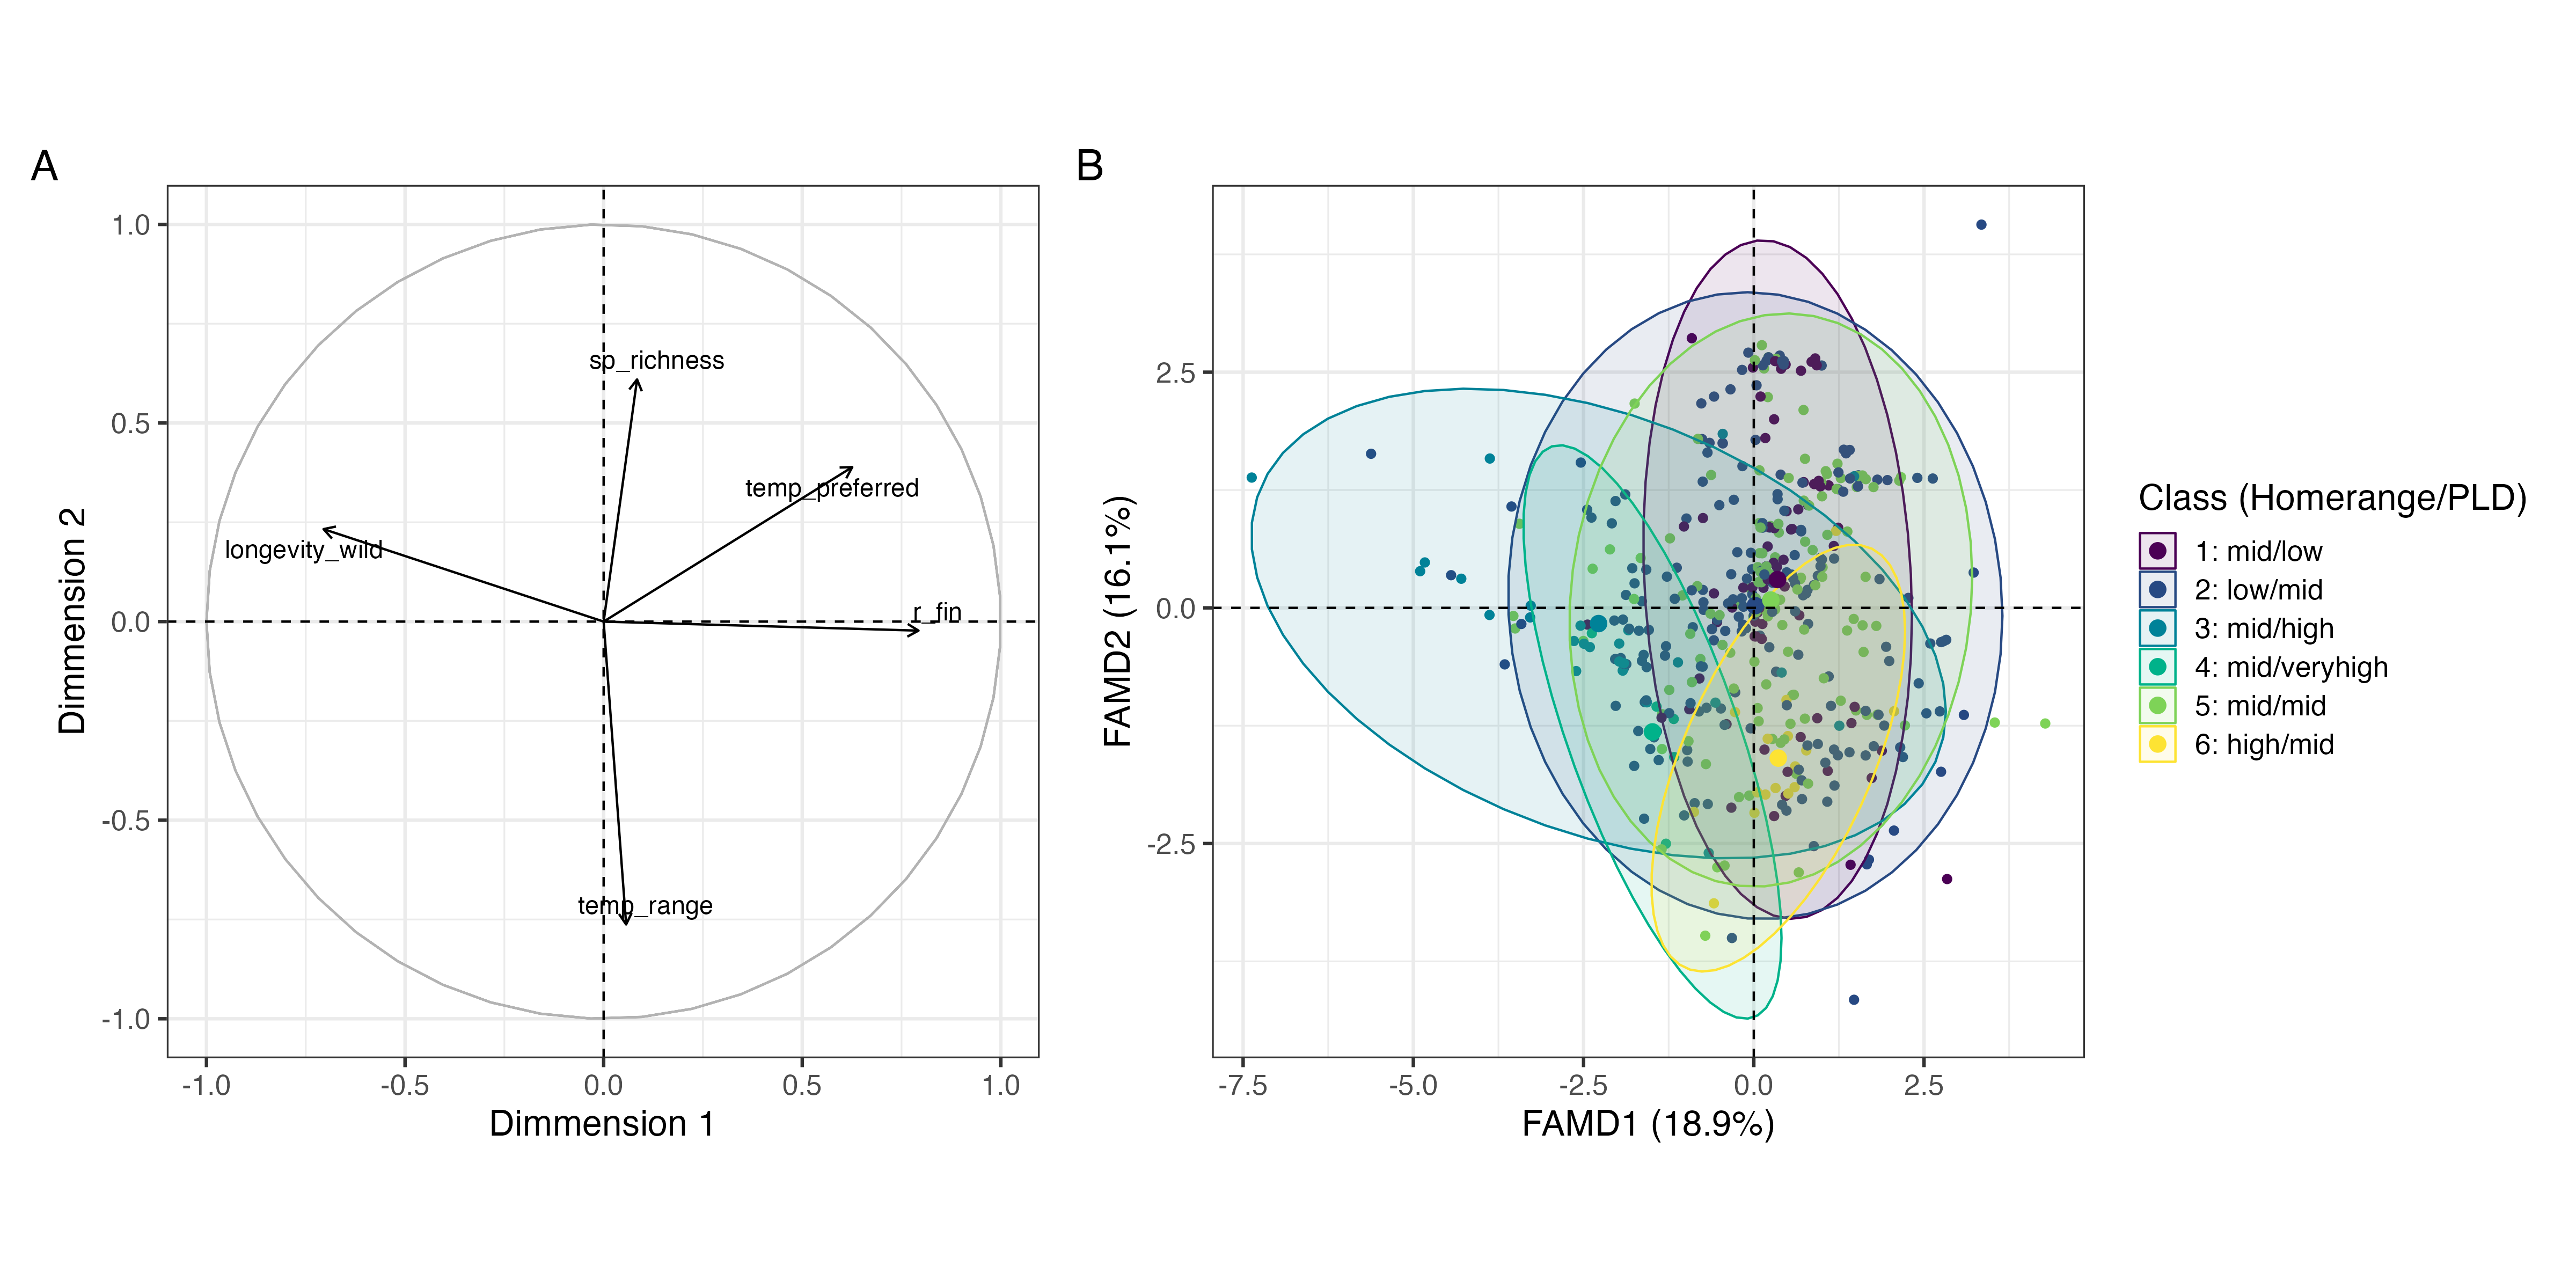 A
B
1.0
0.5
0.0
-0.5
-1.0
Dimmension 2
sp_richness
temp_preferred
longevity_wild
r_fin
temp_range
-1.0
-0.5
0.0
0.5
1.0
Dimmension 1
2.5
0.0
-2.5
FAMD2 (16.1%)
-7.5
-5.0
-2.5
0.0
2.5
FAMD1 (18.9%)
Class (Homerange/PLD)
1: mid/low
2: low/mid
3: mid/high
4: mid/veryhigh
5: mid/mid
6: high/mid